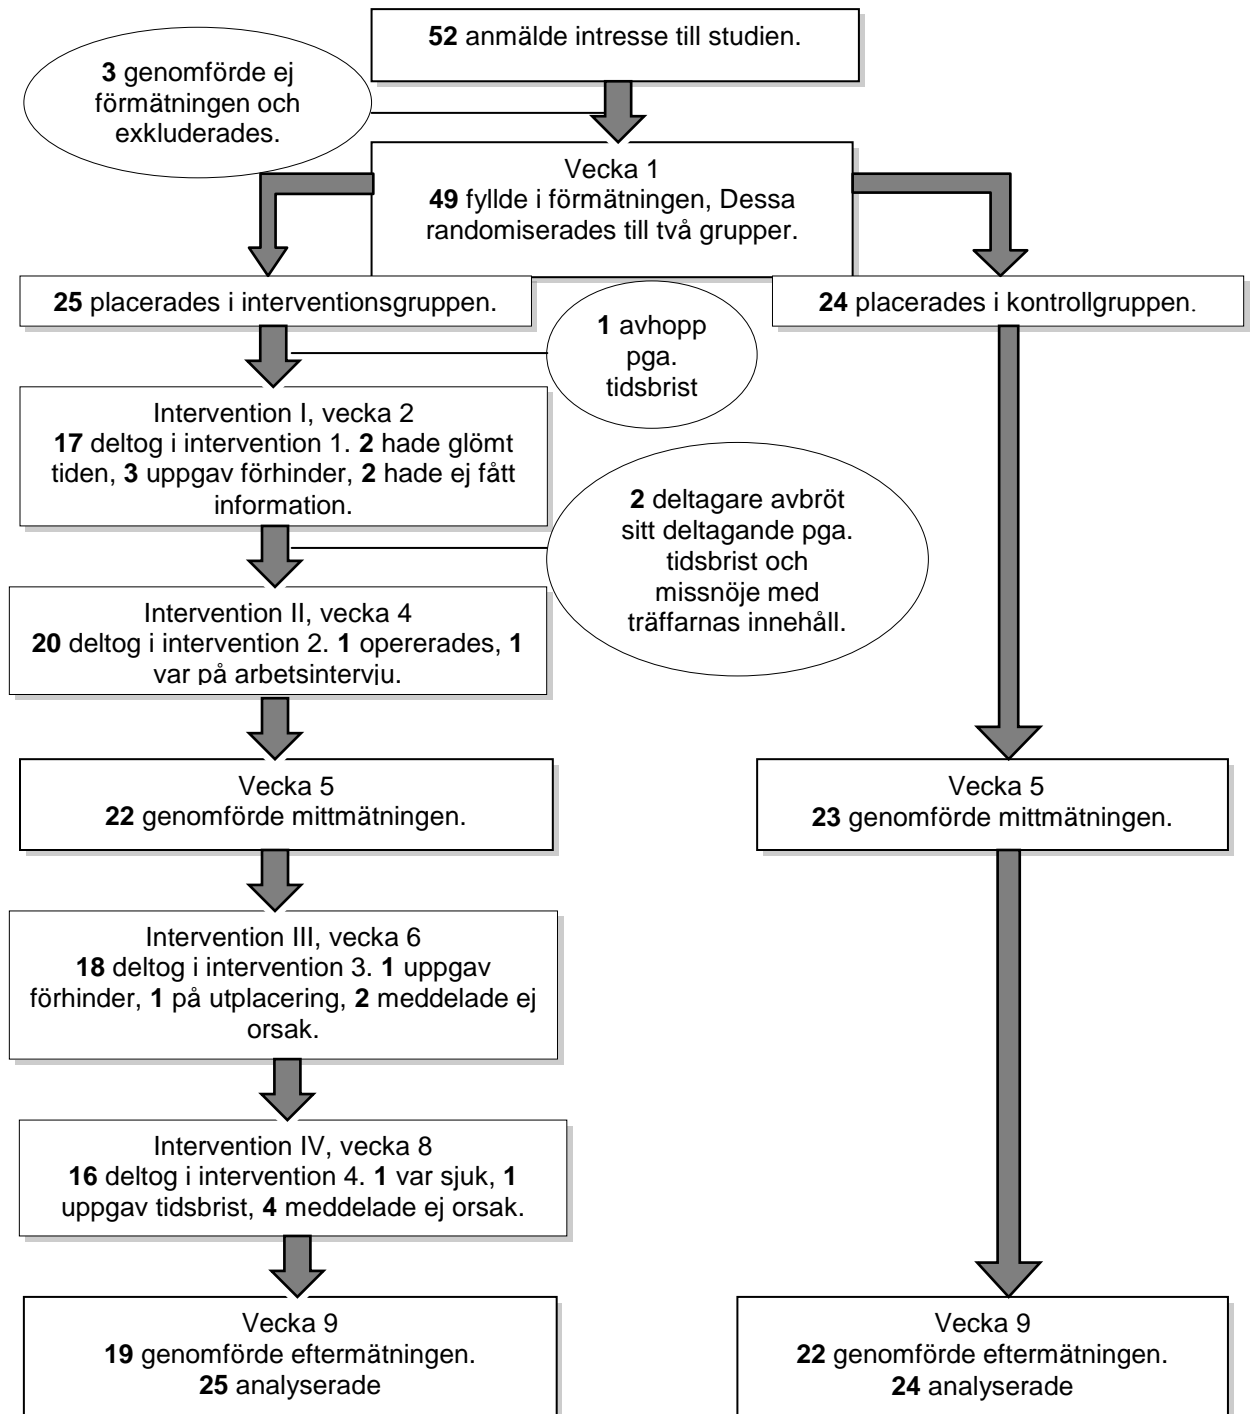 52 anmälde intresse till studien.
3 genomförde ej
förmätningen och
exkluderades.
Vecka 1
49 fyllde i förmätningen, Dessa
randomiserades till två grupper.
25 placerades i interventionsgruppen.
24 placerades i kontrollgruppen.
1 avhopp
pga.
tidsbrist
Intervention I, vecka 2
17 deltog i intervention 1. 2 hade glömt
tiden, 3 uppgav förhinder, 2 hade ej fått
information.
2 deltagare avbröt
sitt deltagande pga.
tidsbrist och
missnöje med
träffarnas innehåll.
Intervention II, vecka 4
20 deltog i intervention 2. 1 opererades, 1
var på arbetsintervju.
Vecka 5
22 genomförde mittmätningen.
Vecka 5
23 genomförde mittmätningen.
Intervention III, vecka 6
18 deltog i intervention 3. 1 uppgav
förhinder, 1 på utplacering, 2 meddelade ej
orsak.
Intervention IV, vecka 8
16 deltog i intervention 4. 1 var sjuk, 1
uppgav tidsbrist, 4 meddelade ej orsak.
Vecka 9
19 genomförde eftermätningen.
25 analyserade
Vecka 9
22 genomförde eftermätningen.
24 analyserade